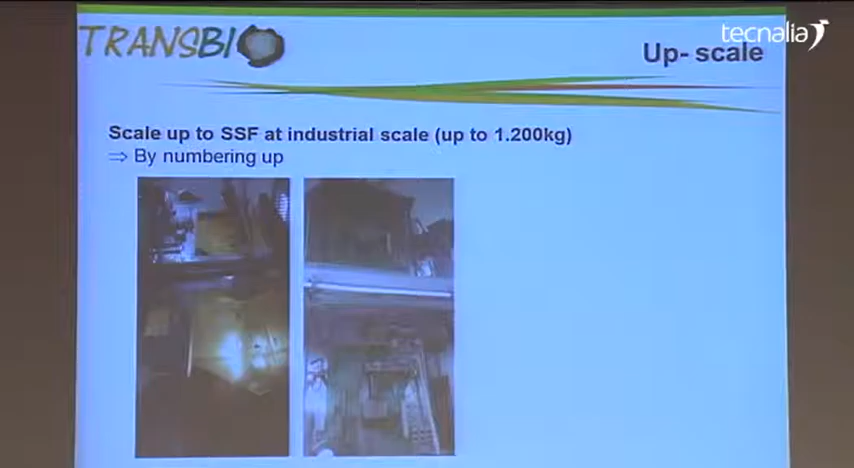 TRANSBIO
tecnalia
Up- scale
Scale up to SSF at industrial scale (up to 1.200kg)
⇒ By numbering up